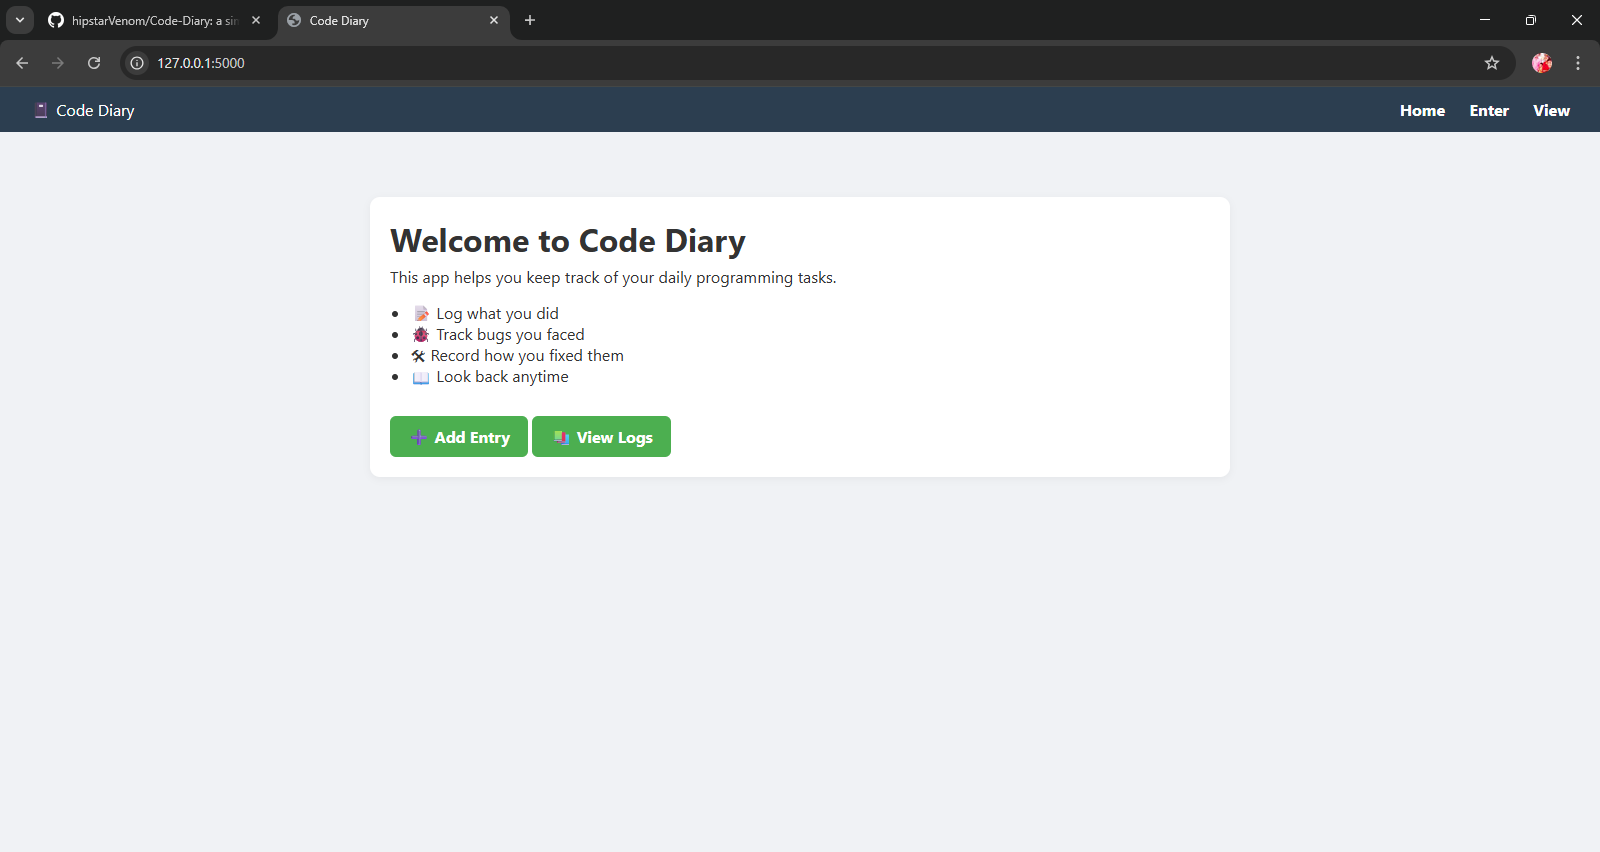 hipstarVenom/Code-Diary: a sim
Code Diary
127.0.0.1:5000
Code Diary
Home Enter View
Welcome to Code Diary
This app helps you keep track of your daily programming tasks.
Log what you did
Track bugs you faced
Record how you fixed them
Look back anytime
Add Entry View Logs